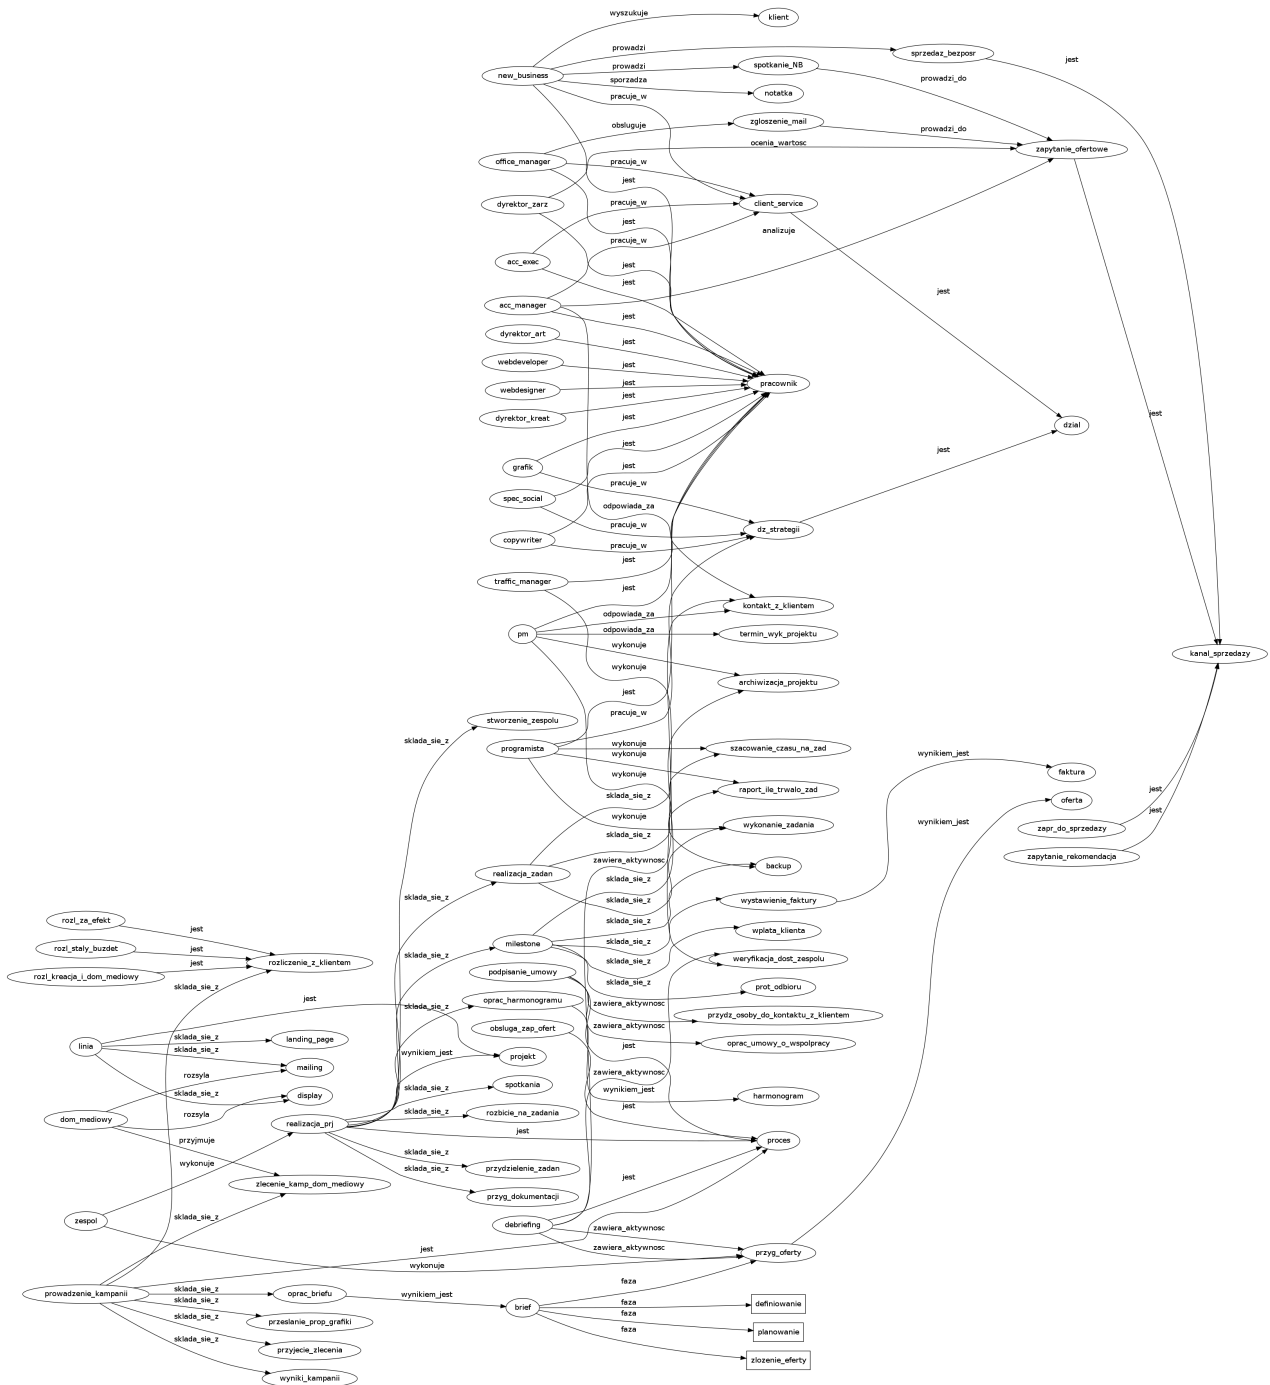 wyszukuje
klient
prowadzi
sprzedaz_bezposr
jest
new_business
prowadzi
spotkanie_NB
prowadzi_do
sporzadza
notatka
pracuje_w
obsluguje
zgloszenie_mail
prowadzi_do
ocenia_wartosc
zapytanie_ofertowe
office_manager
pracuje_w
jest
dyrektor_zarz
pracuje_w
client_service
jest
analizuje
pracuje_w
acc_exec
jest
jest
jest
acc_manager
jest
dyrektor_art
jest
webdeveloper
jest
pracownik
webdesigner
jest
jest
dyrektor_kreat
jest
jest
dzial
jest
jest
grafik
jest
pracuje_w
spec_social
odpowiada_za
pracuje_w
dz_strategii
copywriter
pracuje_w
jest
traffic_manager
jest
kontakt_z_klientem
odpowiada_za
pm
odpowiada_za
termin_wyk_projektu
wykonuje
kanal_sprzedazy
wykonuje
archiwizacja_projektu
jest
pracuje_w
stworzenie_zespolu
sklada_sie_z
programista
wykonuje
szacowanie_czasu_na_zad
wykonuje
wynikiem_jest
faktura
wykonuje
raport_ile_trwalo_zad
jest
sklada_sie_z
oferta
jest
wykonuje
wynikiem_jest
wykonanie_zadania
zapr_do_sprzedazy
sklada_sie_z
zapytanie_rekomendacja
zawiera_aktywnosc
backup
realizacja_zadan
sklada_sie_z
sklada_sie_z
sklada_sie_z
wystawienie_faktury
rozl_za_efekt
sklada_sie_z
jest
wplata_klienta
milestone
sklada_sie_z
rozl_staly_buzdet
jest
sklada_sie_z
sklada_sie_z
weryfikacja_dost_zespolu
rozliczenie_z_klientem
jest
podpisanie_umowy
rozl_kreacja_i_dom_mediowy
sklada_sie_z
sklada_sie_z
prot_odbioru
jest
oprac_harmonogramu
zawiera_aktywnosc
sklada_sie_z
przydz_osoby_do_kontaktu_z_klientem
obsluga_zap_ofert
zawiera_aktywnosc
sklada_sie_z
landing_page
linia
jest
oprac_umowy_o_wspolpracy
sklada_sie_z
wynikiem_jest
projekt
mailing
rozsyla
zawiera_aktywnosc
sklada_sie_z
sklada_sie_z
spotkania
wynikiem_jest
display
harmonogram
rozsyla
sklada_sie_z
rozbicie_na_zadania
jest
dom_mediowy
realizacja_prj
jest
przyjmuje
proces
sklada_sie_z
wykonuje
sklada_sie_z
przydzielenie_zadan
jest
zlecenie_kamp_dom_mediowy
przyg_dokumentacji
sklada_sie_z
zespol
debriefing
zawiera_aktywnosc
jest
zawiera_aktywnosc
przyg_oferty
wykonuje
faza
sklada_sie_z
prowadzenie_kampanii
oprac_briefu
wynikiem_jest
sklada_sie_z
brief
faza
definiowanie
faza
sklada_sie_z
przeslanie_prop_grafiki
faza
planowanie
sklada_sie_z
przyjecie_zlecenia
zlozenie_eferty
wyniki_kampanii